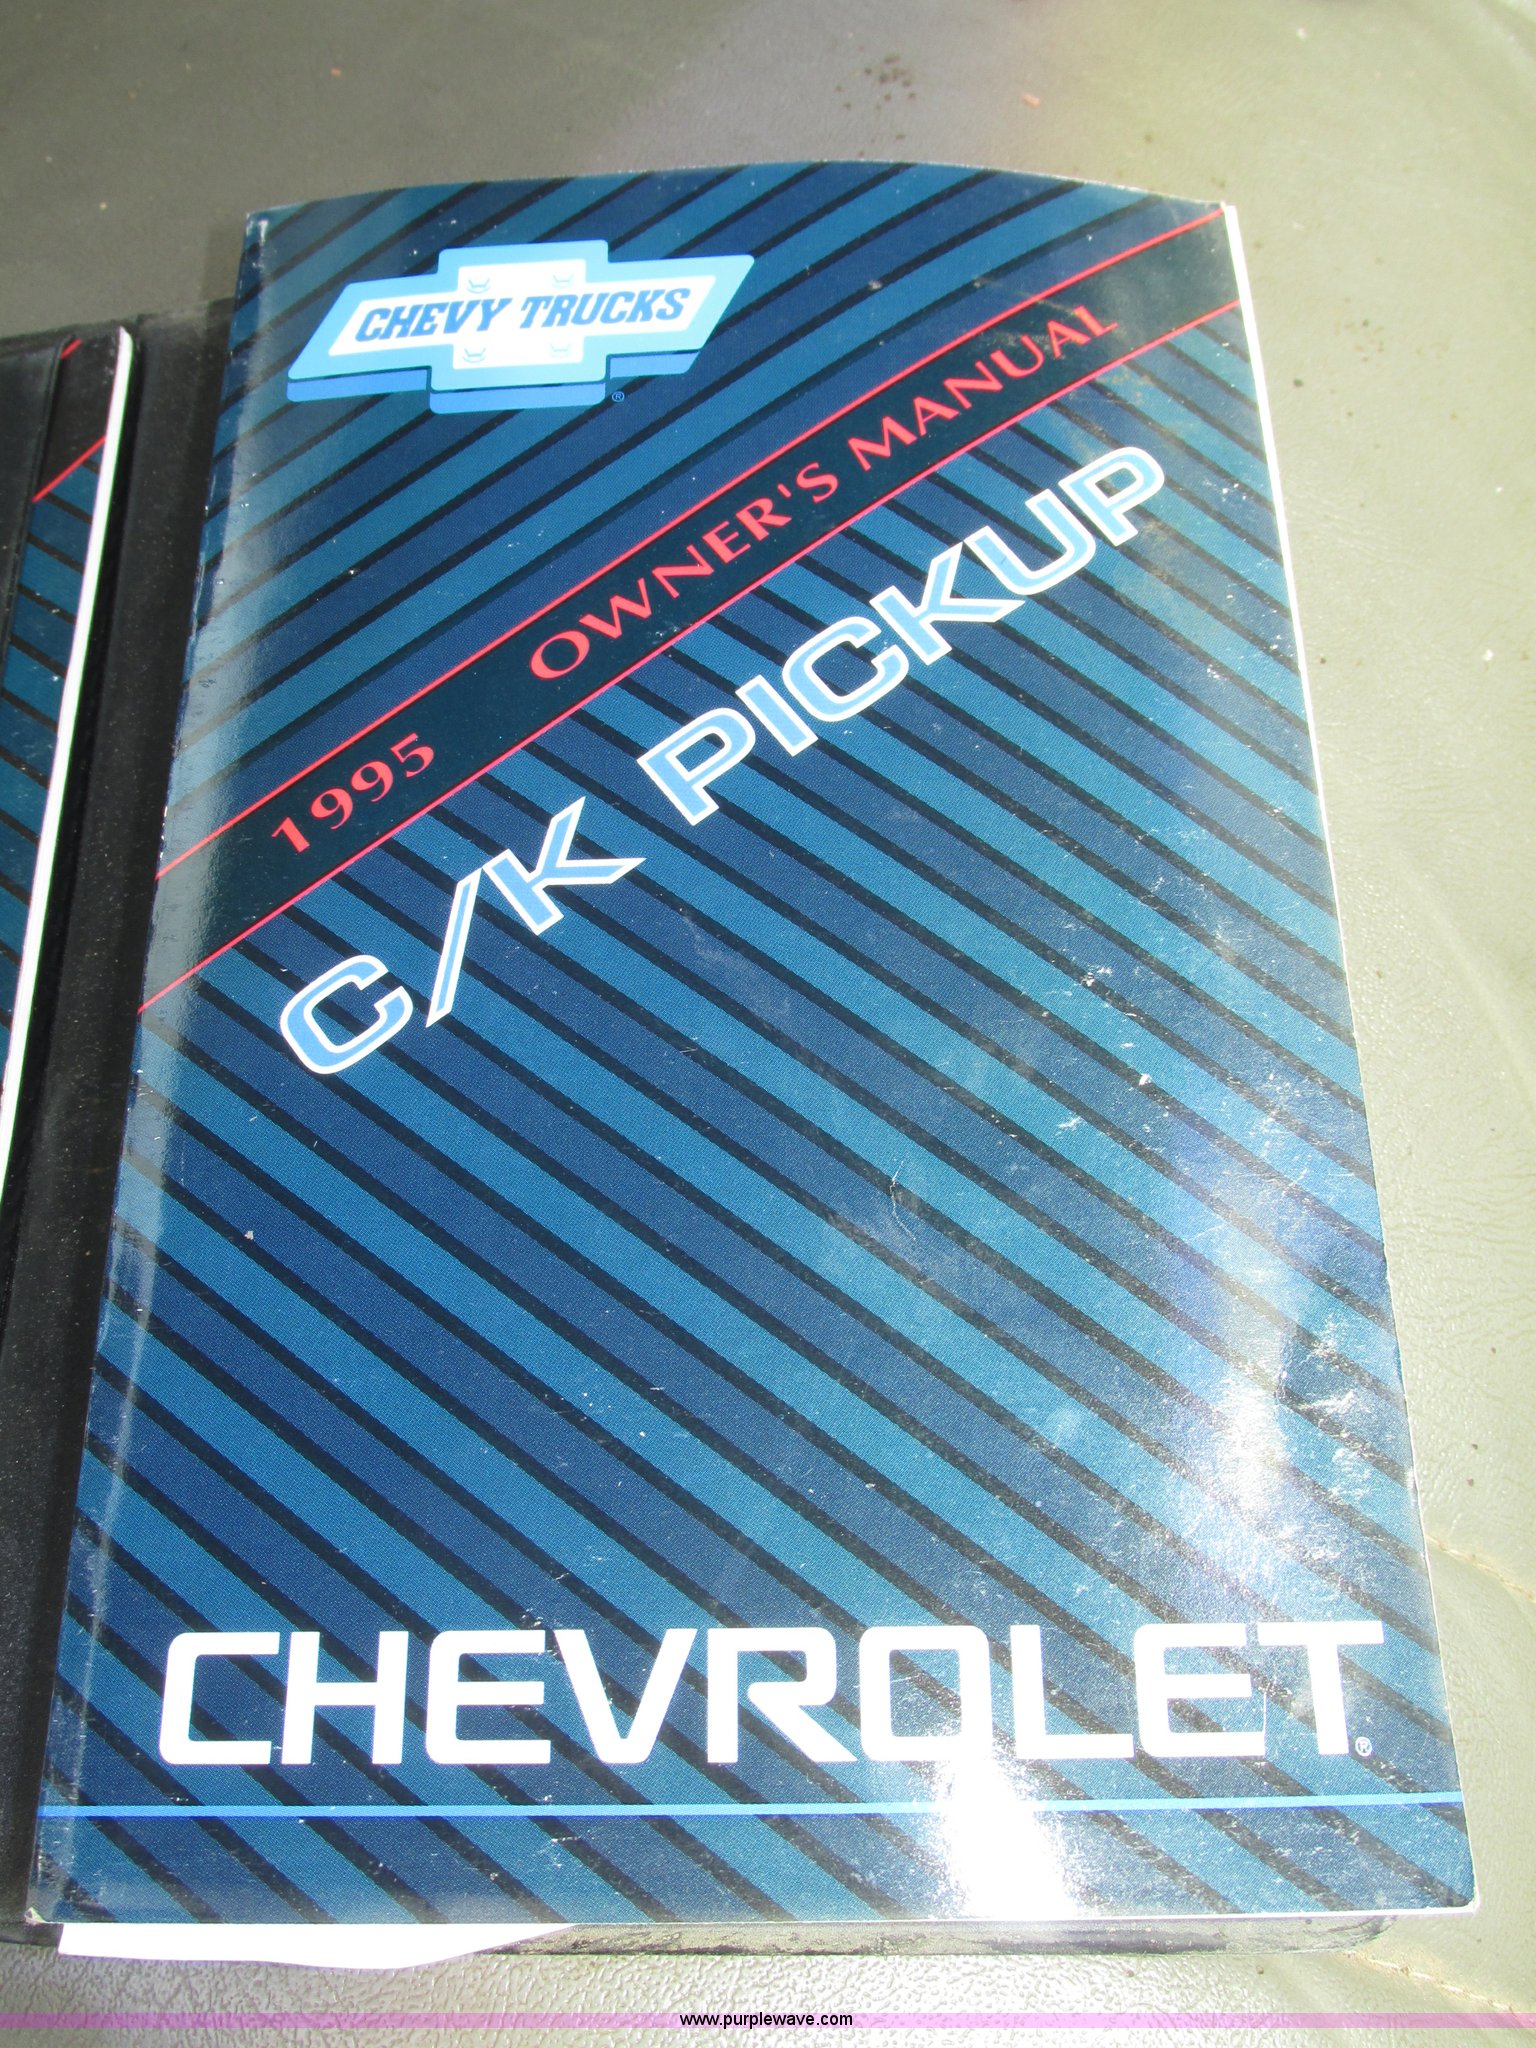 CHEVY TRUCKS
®
1995 OWNER'S MANUAL
C/K PICKUP
CHEVROLET®
www.purplewave.com